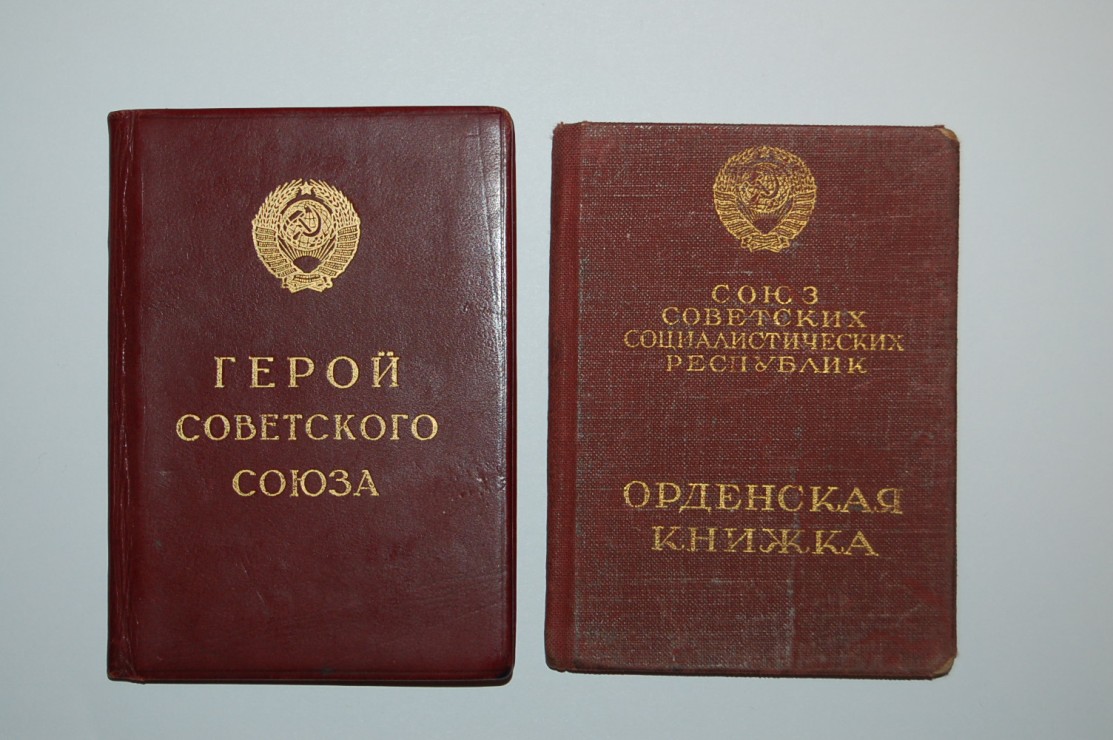 ГЕРОЙ
СОВЕТСКОГО
СОЮЗА
СОЮЗ
СОВЕТСКИХ
СОЦИАЛИСТИЧЕСКИХ
РЕСПУБЛИК
ОРДЕНСКАЯ
КНИЖКА